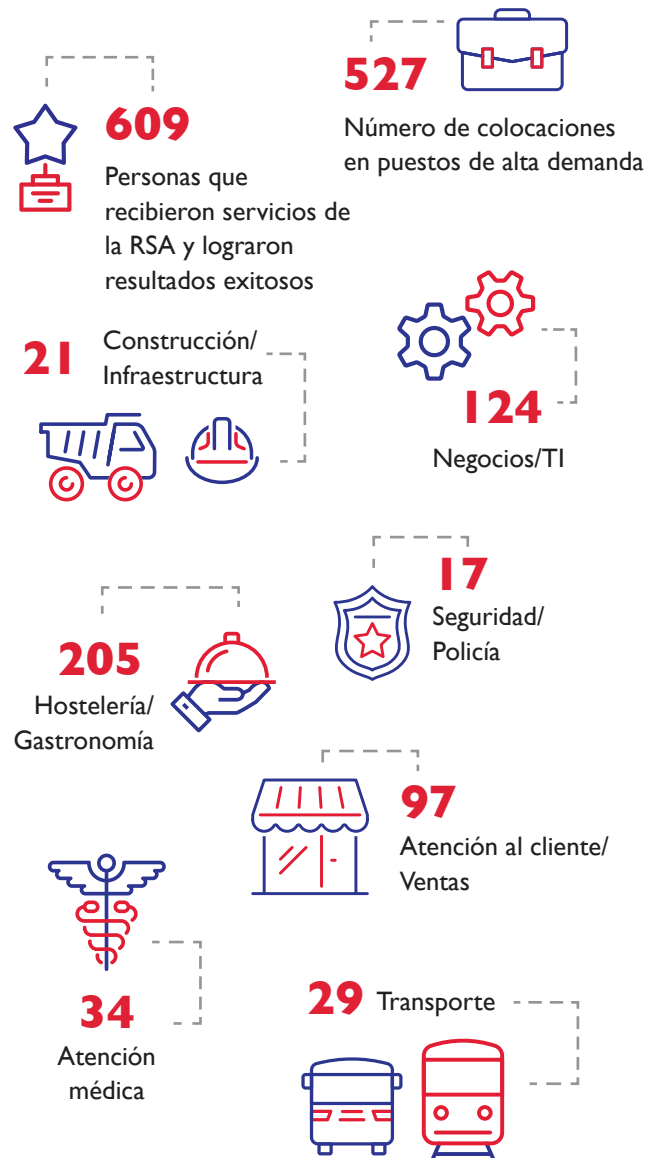 527
Número de colocaciones
en puestos de alta demanda
609
Personas que
recibieron servicios de
la RSA y lograron
resultados exitosos
21
Construcción/
Infraestructura
124
Negocios/TI
17
Seguridad/
Policía
205
Hostelería/
Gastronomía
97
Atención al cliente/
Ventas
34
Atención
médica
29 Transporte